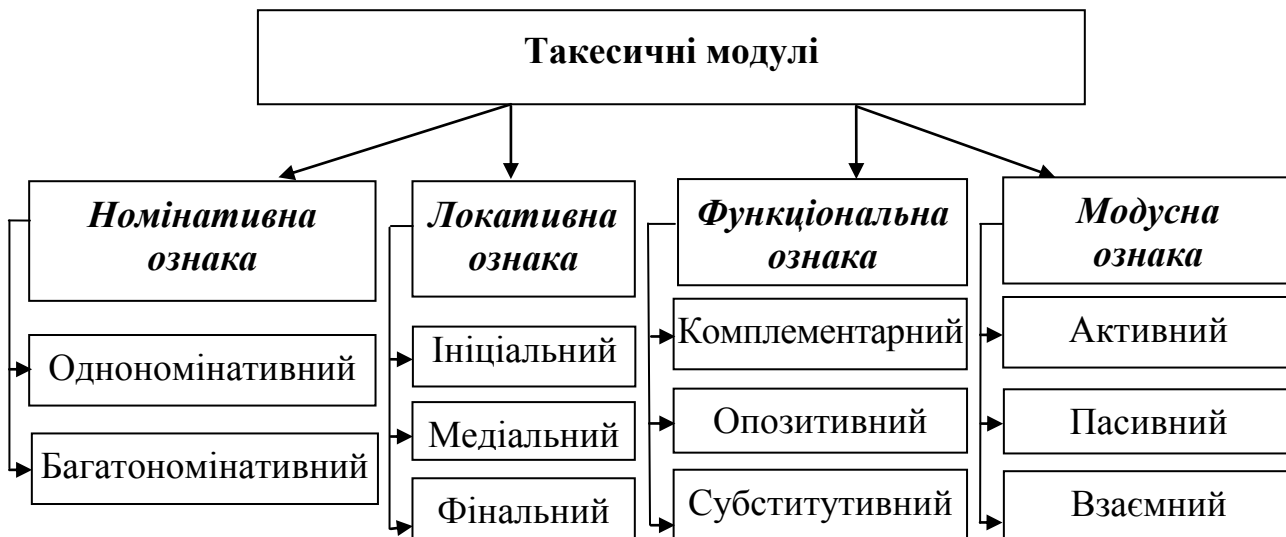 Такесичні модулі
Номінативна
ознака
Однономінативний
Багатономінативний
Локативна
ознака
Ініціальний
Медіальний
Фінальний
Функціональна
ознака
Комплементарний
Опозитивний
Субститутивний
Модусна
ознака
Активний
Пасивний
Взаємний